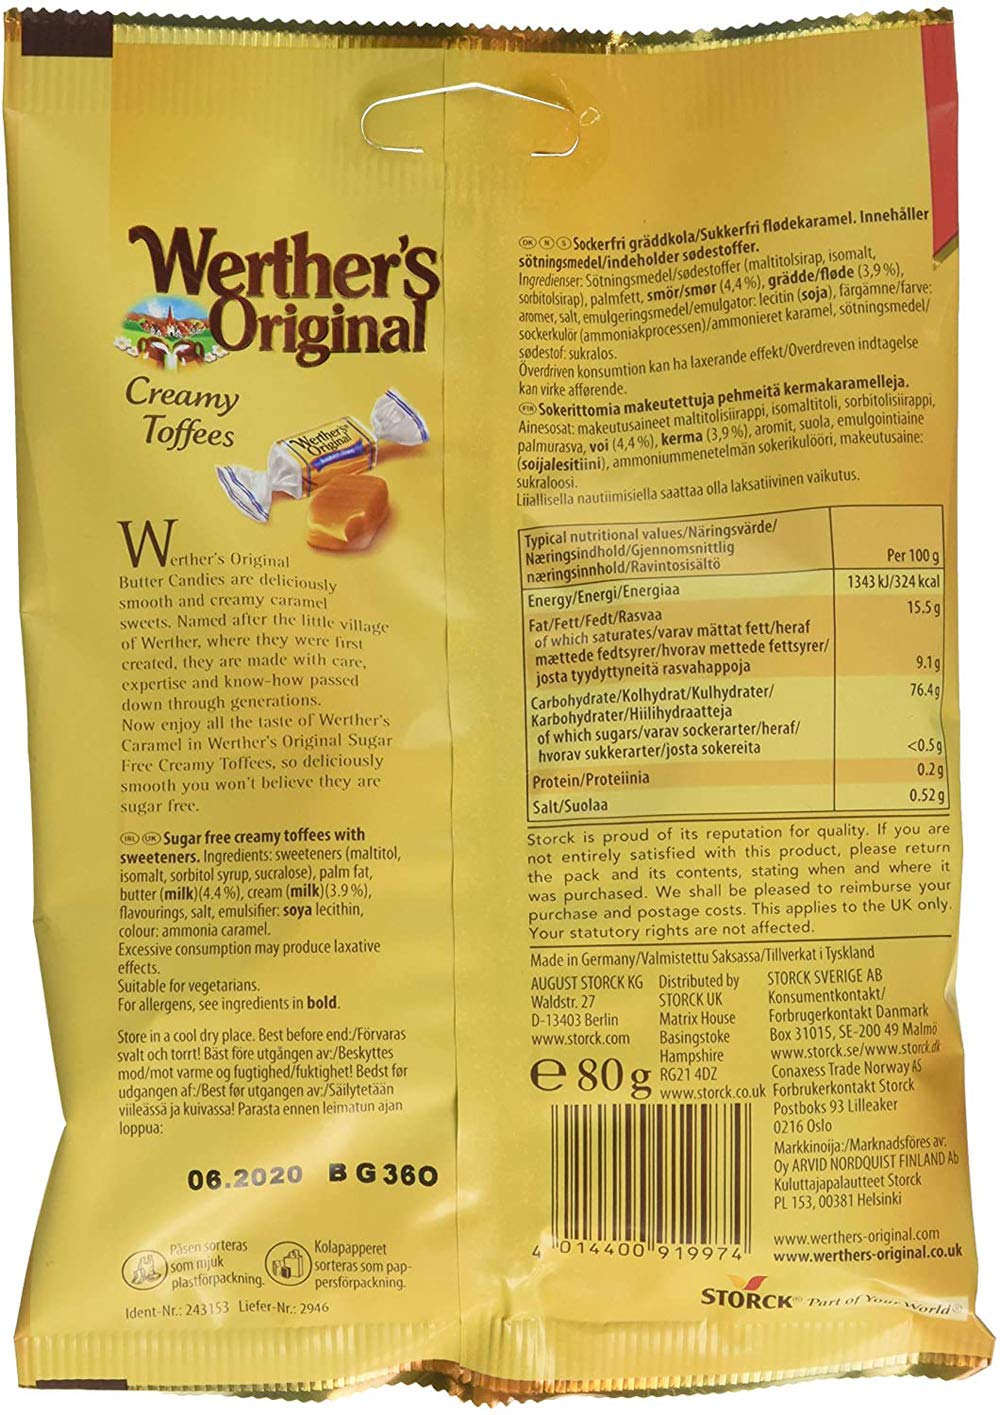 Werther's
Original
Creamy
Toffees
Werther's
Original
Werther's Original
Butter Candies are deliciously
smooth and creamy caramel
sweets. Named after the little village
of Werther, where they were first
created, they are made with care,
expertise and know-how passed
down through generations.
Now enjoy all the taste of Werther's
Caramel in Werther's Original Sugar
Free Creamy Toffees, so deliciously
smooth you won't believe they are
sugar free.
IRL UK Sugar free creamy toffees with
sweeteners. Ingredients: sweeteners (maltitol,
isomalt, sorbitol syrup, sucralose), palm fat,
butter (milk)(4.4%), cream (milk)(3.9%),
flavourings, salt, emulsifier: soya lecithin,
colour: ammonia caramel.
Excessive consumption may produce laxative
effects.
Suitable for vegetarians.
For allergens, see ingredients in bold.
Store in a cool dry place. Best before end:/Förvaras
svalt och torrt! Bäst före utgången av:/Beskyttes
mod/mot varme og fugtighed/fuktighet! Bedst før
udgangen af:/Best før utgangen av:/Säilytetään
viileässä ja kuivassa! Parasta ennen leimatun ajan
loppua:
06.2020 BG360
Påsen sorteras
som mjuk
plastförpackning.
Kolapapperet
sorteras som pap-
persförpackning.
Ident-Nr.: 243153 Liefer-Nr.: 2946
DK N S Sockerfri gräddkola/Sukkerfri flødekaramel. Innehåller
sötningsmedel/indeholder sødestoffer.
Ingredienser: Sötningsmedel/sødestoffer (maltitolsirap, isomalt,
sorbitolsirap), palmfett, smör/smør (4,4%), grädde/fløde (3,9%),
aromer, salt, emulgeringsmedel/emulgator: lecitin (soja), färgämne/farve:
sockerkulör (ammoniakprocessen)/ammonieret karamel, sötningsmedel/
sødestof: sukralos.
Överdriven konsumtion kan ha laxerande effekt/Overdreven indtagelse
kan virke afførende.
FIN Sokerittomia makeutettuja pehmeitä kermakaramelleja.
Ainesosat: makeutusaineet maltitolisiirappi, isomaltitoli, sorbitolisiirappi,
palmurasva, voi (4,4%), kerma (3,9%), aromit, suola, emulgointiaine
(soijalesitiini), ammoniummenetelmän sokerikulööri, makeutusaine:
sukraloosi.
Liiallisella nautiimisiella saattaa olla laksatiivinen vaikutus.
Typical nutritional values/Näringsvärde/
Næringsindhold/Gjennomsnittlig
næringsinnhold/Ravintosisältö
Per 100 g
Energy/Energi/Energiaa 1343 kJ/324 kcal
Fat/Fett/Fedt/Rasvaa 15.5 g
of which saturates/varav mättat fett/heraf
mættede fedtsyrer/hvorav mettede fettsyrer/
josta tyydyttyneitä rasvahappoja 9.1 g
Carbohydrate/Kolhydrat/Kulhydrater/ 76.4 g
Karbohydrater/Hiilihydraatteja
of which sugars/varav sockerarter/heraf/
hvorav sukkerarter/josta sokereita <0.5 g
Protein/Proteiinia 0.2 g
Salt/Suolaa 0.52 g
Storck is proud of its reputation for quality. If you are
not entirely satisfied with this product, please return
the pack and its contents, stating when and where it
was purchased. We shall be pleased to reimburse your
purchase and postage costs. This applies to the UK only.
Your statutory rights are not affected.
Made in Germany/Valmistettu Saksassa/Tillverkat i Tyskland
AUGUST STORCK KG
Waldstr. 27
D-13403 Berlin
www.storck.com
e 80 g
Distributed by
STORCK UK
Matrix House
Basingstoke
Hampshire
RG21 4DZ
www.storck.co.uk
STORCK SVERIGE AB
Konsumentkontakt/
Forbrugerkontakt Danmark
Box 31015, SE-200 49 Malmö
www.storck.se/www.storck.dk
Conaxess Trade Norway AS
Forbrukerkontakt Storck
Postboks 93 Lilleaker
0216 Oslo
Markkinoija:/Marknadsföres av:
Oy ARVID NORDQUIST FINLAND Ab
Kuluttajapalautteet Storck
PL 153, 00381 Helsinki
4 014400 919974
www.werthers-original.com
www.werthers-original.co.uk
STORCK® Part of Your World®